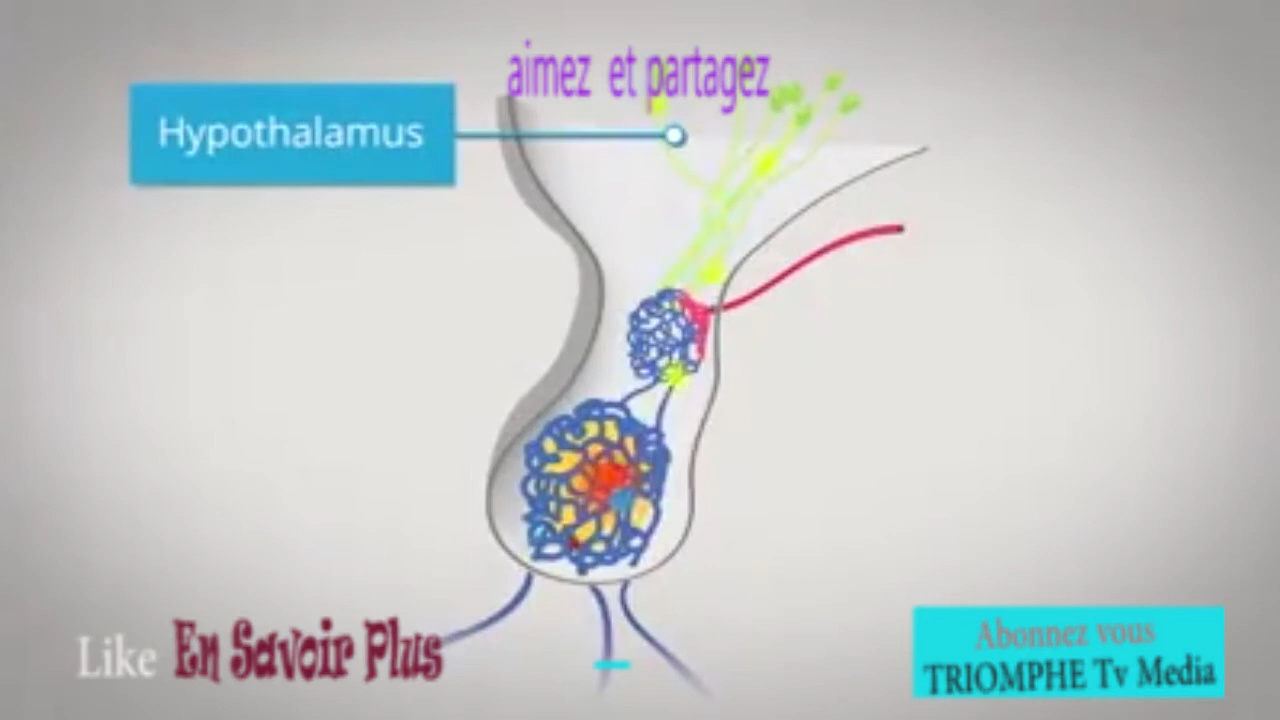 aimez et partagez
Hypothalamus
Like En Savoir Plus
Abonnez vous
TRIOMPHE Tv Media